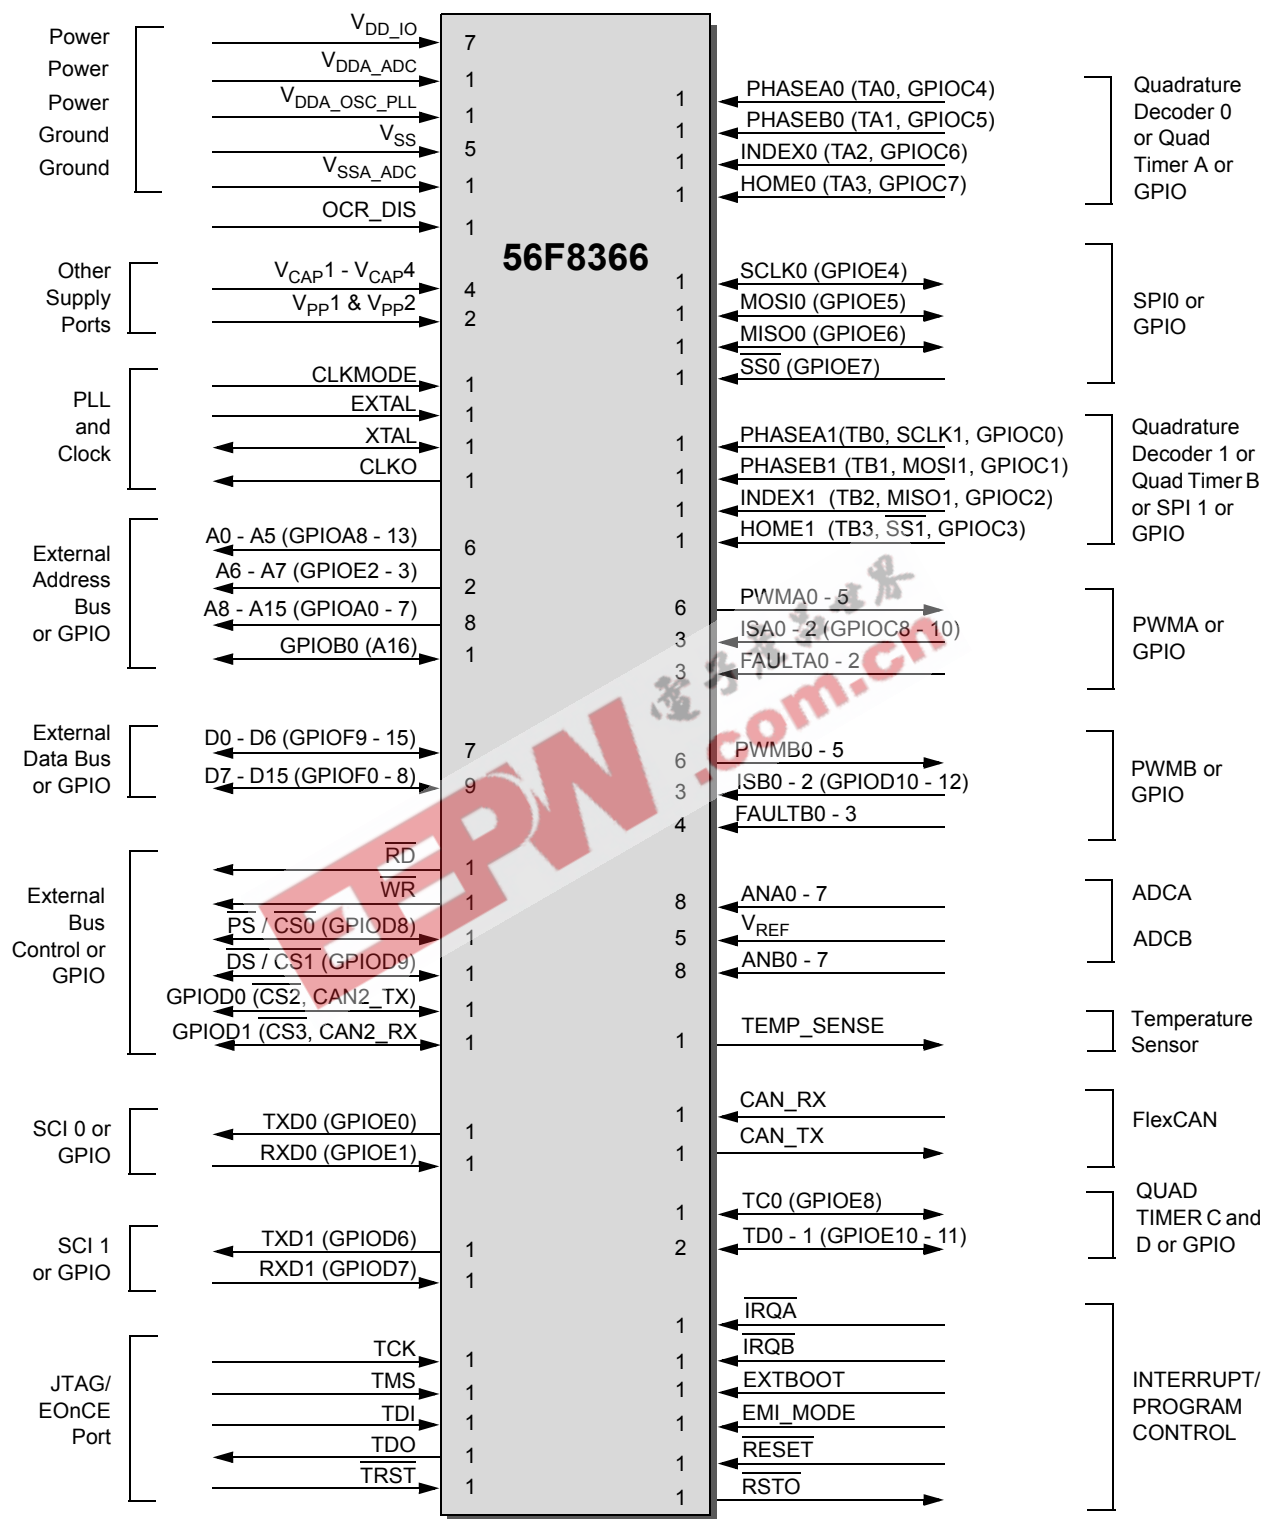 56F8366
Power
Power
Power
Ground
Ground
VDD_IO 7
VDDA_ADC 1
VDDA_OSC_PLL 1
VSS 5
VSSA_ADC 1
OCR_DIS 1
Other
Supply
Ports
VCAP1 - VCAP4 4
VPP1 & VPP2 2
PLL
and
Clock
CLKMODE 1
EXTAL 1
XTAL 1
CLKO 1
External
Address
Bus
or GPIO
A0 - A5 (GPIOA8 - 13) 6
A6 - A7 (GPIOE2 - 3) 2
A8 - A15 (GPIOA0 - 7) 8
GPIOB0 (A16) 1
External
Data Bus
or GPIO
D0 - D6 (GPIOF9 - 15) 7
D7 - D15 (GPIOF0 - 8) 9
External
Bus
Control or
GPIO
RD 1
WR 1
PS / CS0 (GPIOD8) 1
DS / CS1 (GPIOD9) 1
GPIOD0 (CS2, CAN2_TX) 1
GPIOD1 (CS3, CAN2_RX 1
SCI 0 or
GPIO
TXD0 (GPIOE0) 1
RXD0 (GPIOE1) 1
SCI 1
or GPIO
TXD1 (GPIOD6) 1
RXD1 (GPIOD7) 1
JTAG/
EOnCE
Port
TCK 1
TMS 1
TDI 1
TDO 1
TRST 1
1 PHASEA0 (TA0, GPIOC4)
1 PHASEB0 (TA1, GPIOC5)
1 INDEX0 (TA2, GPIOC6)
1 HOME0 (TA3, GPIOC7)
Quadrature
Decoder 0
or Quad
Timer A or
GPIO
1 SCLK0 (GPIOE4)
1 MOSI0 (GPIOE5)
1 MISO0 (GPIOE6)
1 SS0 (GPIOE7)
SPI0 or
GPIO
1 PHASEA1(TB0, SCLK1, GPIOC0)
1 PHASEB1 (TB1, MOSI1, GPIOC1)
1 INDEX1 (TB2, MISO1, GPIOC2)
1 HOME1 (TB3, SS1, GPIOC3)
Quadrature
Decoder 1 or
Quad Timer B
or SPI 1 or
GPIO
6 PWMA0 - 5
3 ISA0 - 2 (GPIOC8 - 10)
3 FAULTA0 - 2
PWMA or
GPIO
6 PWMB0 - 5
3 ISB0 - 2 (GPIOD10 - 12)
4 FAULTB0 - 3
PWMB or
GPIO
8 ANA0 - 7
5 VREF
8 ANB0 - 7
ADCA
ADCB
1 TEMP_SENSE
Temperature
Sensor
1 CAN_RX
1 CAN_TX
FlexCAN
1 TC0 (GPIOE8)
2 TD0 - 1 (GPIOE10 - 11)
QUAD
TIMER C and
D or GPIO
1 IRQA
1 IRQB
1 EXTBOOT
1 EMI_MODE
1 RESET
1 RSTO
INTERRUPT/
PROGRAM
CONTROL
EEPW.com.cn
電子產品世界